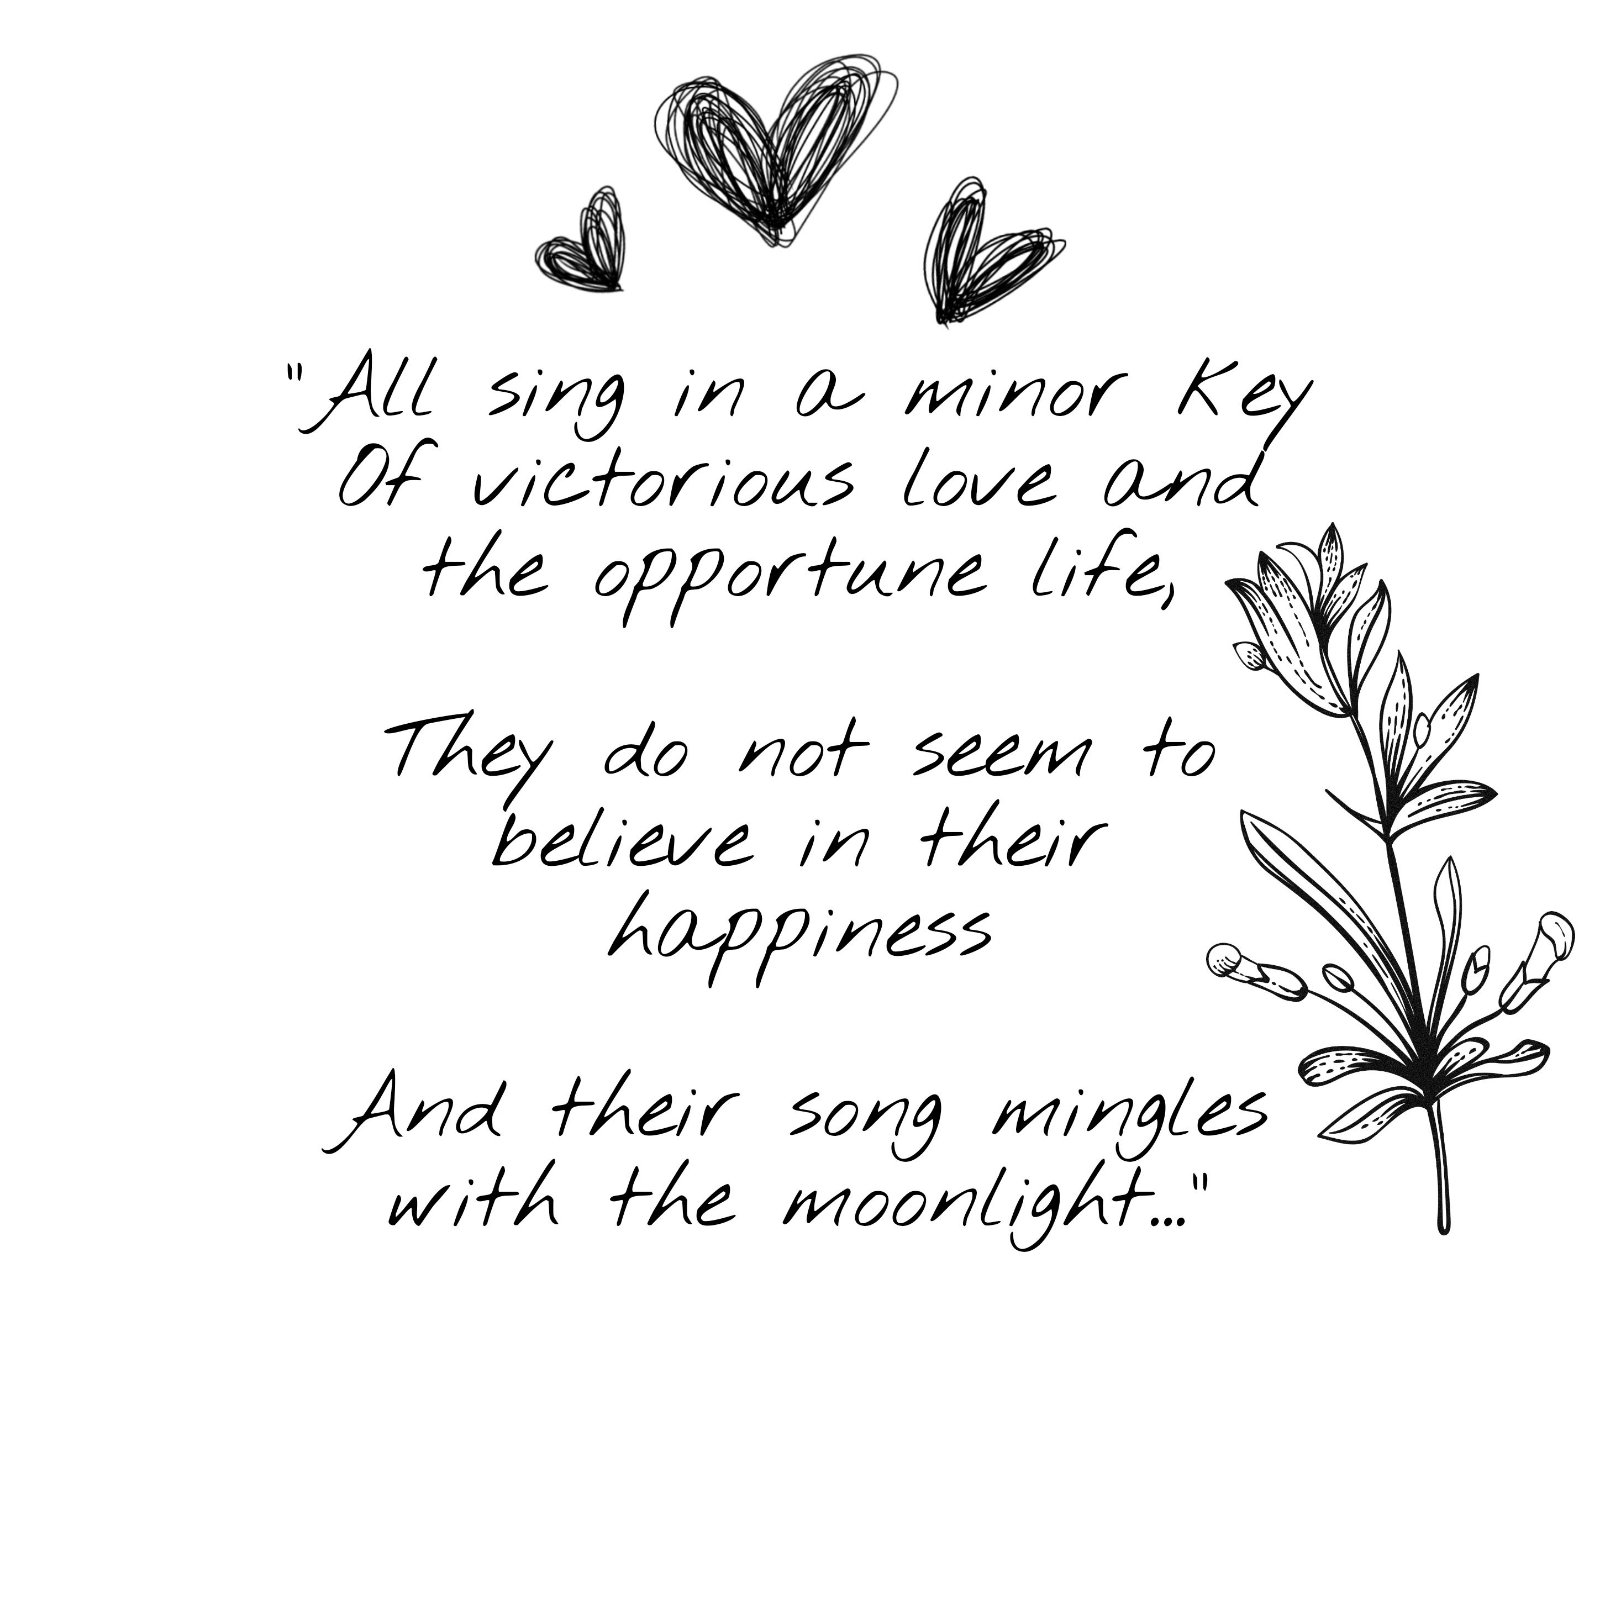 "All sing in a minor Key
Of victorious love and
the opportune life,
They do not seem to
believe in their
happiness
And their song mingles
with the moonlight..."